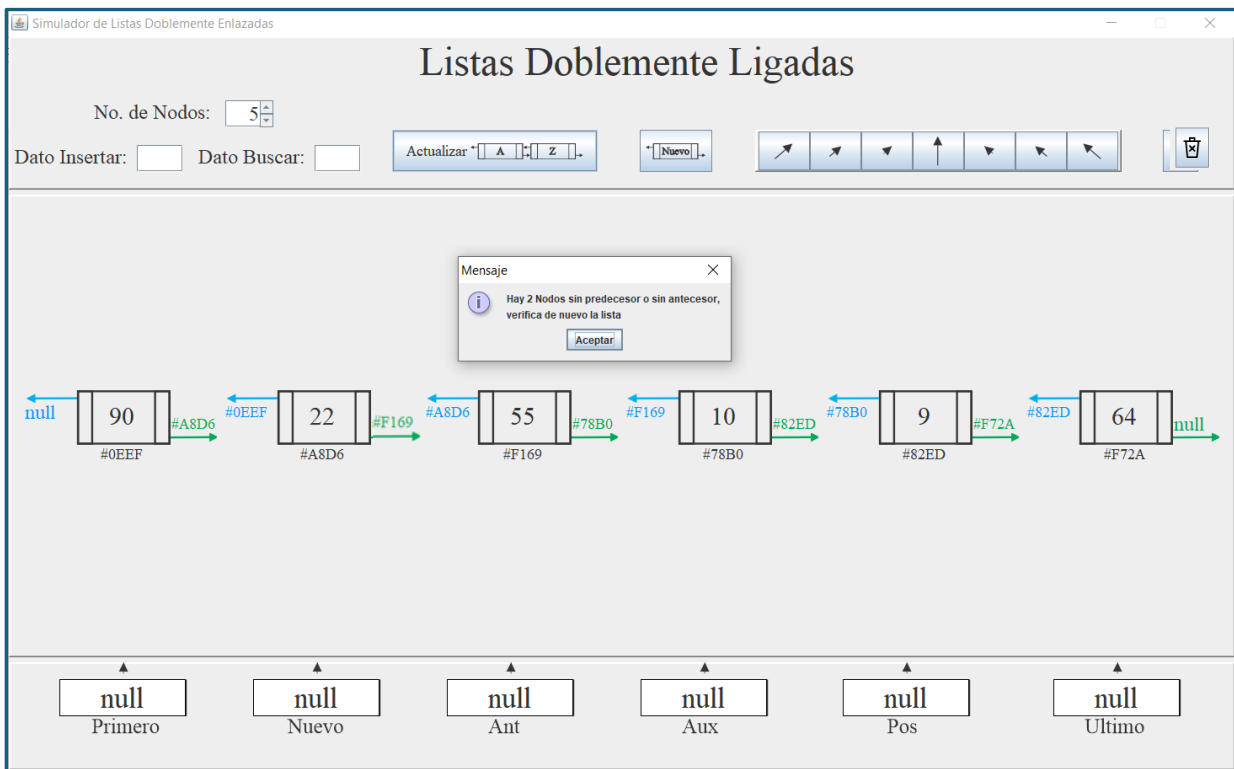 Simulador de Listas Doblemente Enlazadas
Listas Doblemente Ligadas
No. de Nodos: 5
Dato Insertar: Dato Buscar: Actualizar A Z Nuevo
Mensaje
Hay 2 Nodos sin predecesor o sin antecesor,
verifica de nuevo la lista
Aceptar
null 90 #A8D6 #0EEF 22 #F169 #A8D6 55 #78B0 #F169 10 #82ED #78B0 9 #F72A #82ED 64 null
#0EEF #A8D6 #F169 #78B0 #82ED #F72A
null null null null null null
Primero Nuevo Ant Aux Pos Ultimo